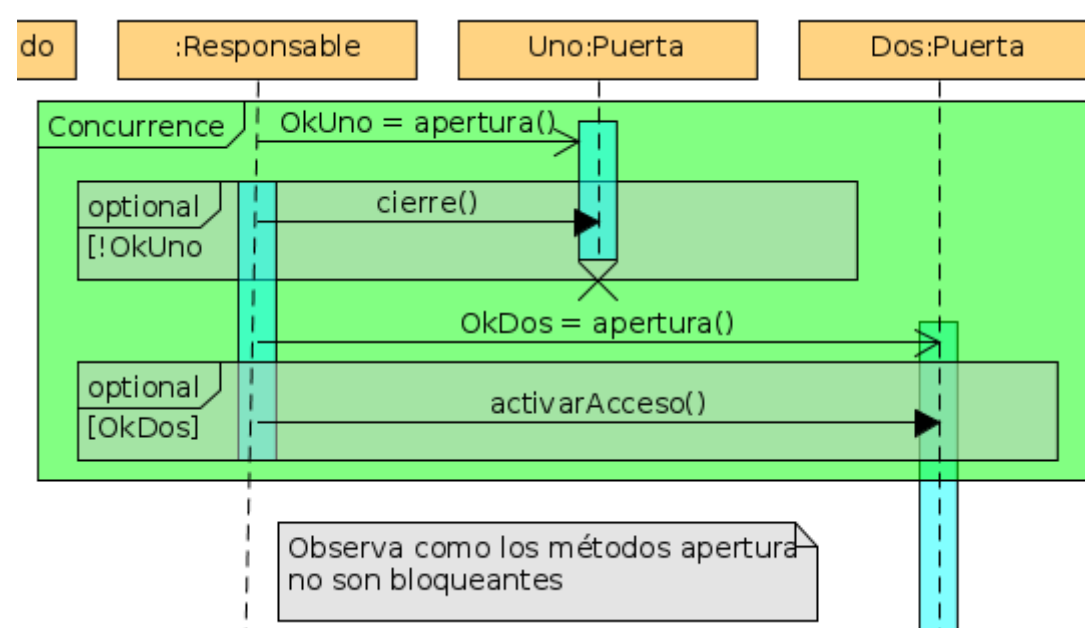 do
:Responsable
Uno:Puerta
Dos:Puerta
Concurrence
OkUno = apertura()
optional
cierre()
[!OkUno
OkDos = apertura()
optional
activarAcceso()
[OkDos]
Observa como los métodos apertura
no son bloqueantes